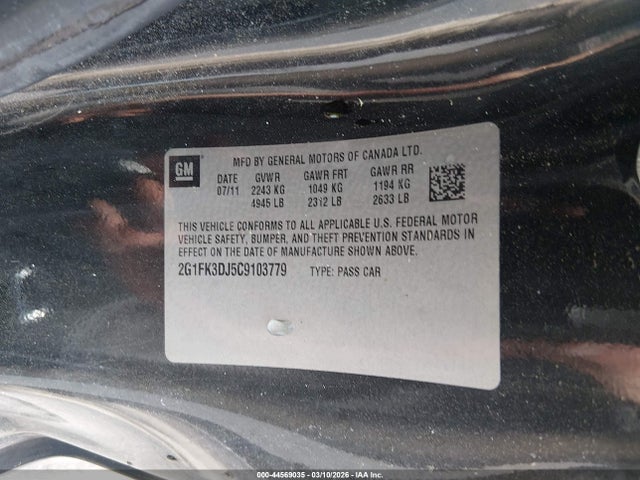 GM
MFD BY GENERAL MOTORS OF CANADA LTD.
DATE GVWR GAWR FRT GAWR RR
07/11 2243 KG 1049 KG 1194 KG
4945 LB 2312 LB 2633 LB
THIS VEHICLE CONFORMS TO ALL APPLICABLE U.S. FEDERAL MOTOR
VEHICLE SAFETY, BUMPER, AND THEFT PREVENTION STANDARDS IN
EFFECT ON THE DATE OF MANUFACTURE SHOWN ABOVE.
2G1FK3DJ5C9103779 TYPE: PASS CAR
000-44569035 - 03/10/2026 - IAA Inc.